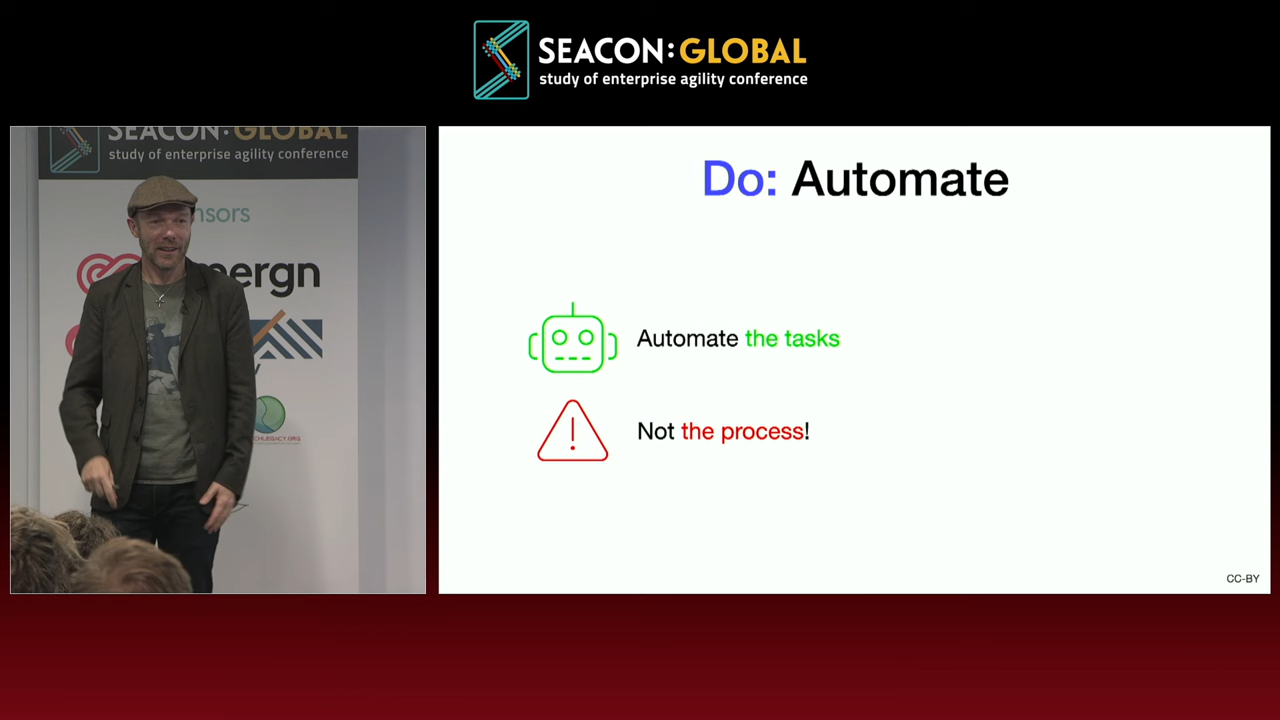 SEACON:GLOBAL
study of enterprise agility conference
SEACON:GLOBAL
study of enterprise agility conference
nsors
mergn
Do: Automate
Automate the tasks
Not the process!
CC-BY